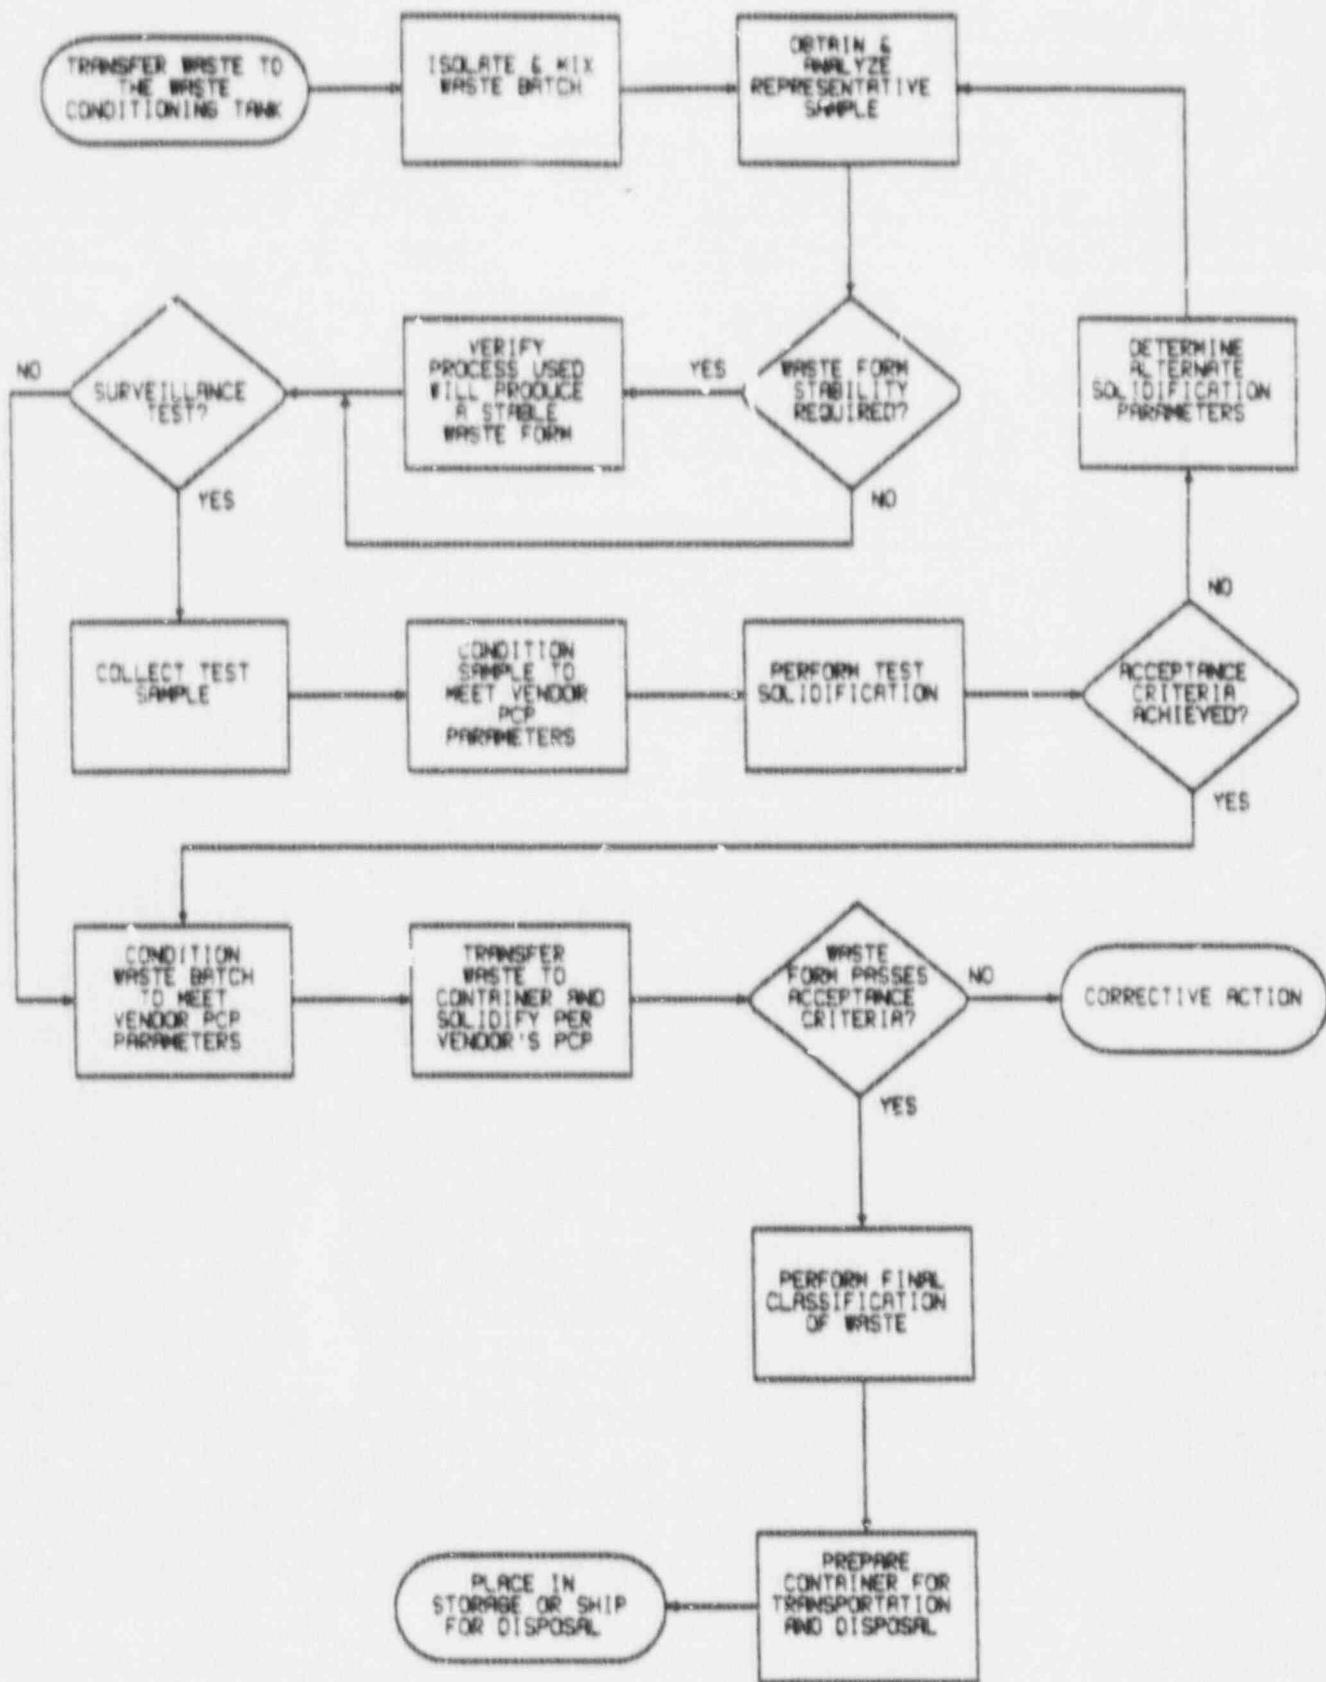 TRANSFER WASTE TO
THE WASTE
CONDITIONING TANK
ISOLATE & MIX
WASTE BATCH
OBTAIN &
ANALYZE
REPRESENTATIVE
SAMPLE
NO
SURVEILLANCE
TEST?
YES
VERIFY
PROCESS USED
WILL PRODUCE
A STABLE
WASTE FORM
YES
WASTE FORM
STABILITY
REQUIRED?
NO
DETERMINE
ALTERNATE
SOLIDIFICATION
PARAMETERS
NO
COLLECT TEST
SAMPLE
CONDITION
SAMPLE TO
MEET VENDOR
PCP
PARAMETERS
PERFORM TEST
SOLIDIFICATION
ACCEPTANCE
CRITERIA
ACHIEVED?
YES
CONDITION
WASTE BATCH
TO MEET
VENDOR PCP
PARAMETERS
TRANSFER
WASTE TO
CONTAINER AND
SOLIDIFY PER
VENDOR'S PCP
WASTE
FORM PASSES
ACCEPTANCE
CRITERIA?
NO
CORRECTIVE ACTION
YES
PERFORM FINAL
CLASSIFICATION
OF WASTE
PREPARE
CONTAINER FOR
TRANSPORTATION
AND DISPOSAL
PLACE IN
STORAGE OR SHIP
FOR DISPOSAL